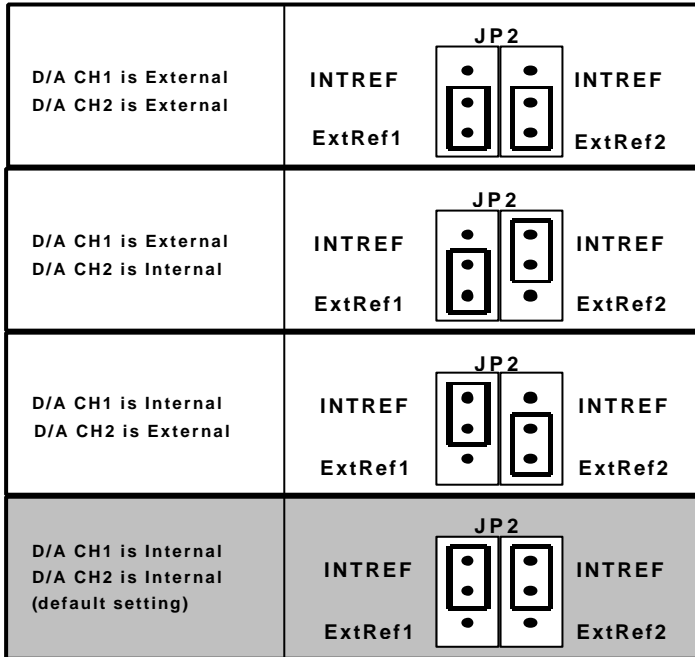 D/A CH1 is External
D/A CH2 is External
JP2
INTREF INTREF
ExtRef1 ExtRef2
D/A CH1 is External
D/A CH2 is Internal
JP2
INTREF INTREF
ExtRef1 ExtRef2
D/A CH1 is Internal
D/A CH2 is External
JP2
INTREF INTREF
ExtRef1 ExtRef2
D/A CH1 is Internal
D/A CH2 is Internal
(default setting)
JP2
INTREF INTREF
ExtRef1 ExtRef2